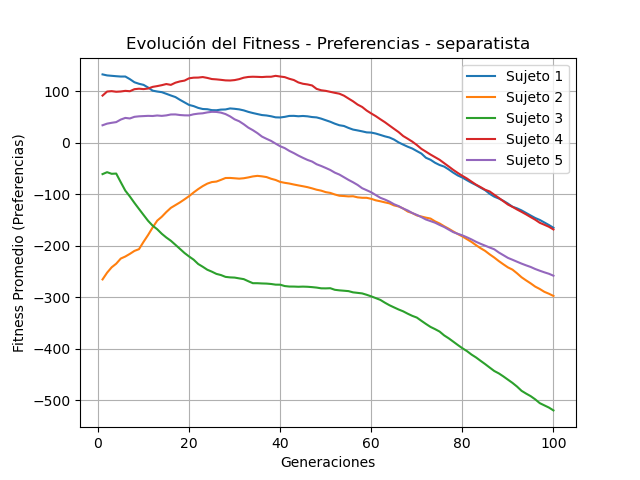 Evolución del Fitness - Preferencias - separatista
Fitness Promedio (Preferencias)
100
0
−100
−200
−300
−400
−500
0 20 40 60 80 100
Generaciones
Sujeto 1
Sujeto 2
Sujeto 3
Sujeto 4
Sujeto 5